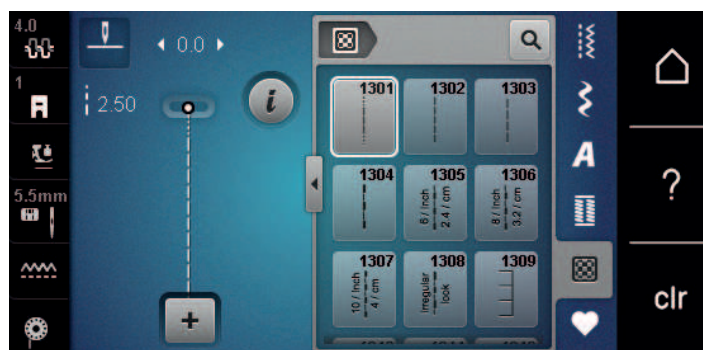 4.0
0.0
1
2.50
i
5.5mm
+
1301
1302
1303
1304
1305
6 / Inch
2.4 / cm
1306
8 / Inch
3.2 / cm
1307
10 / Inch
4 / cm
1308
irregular
look
1309
A
?
clr